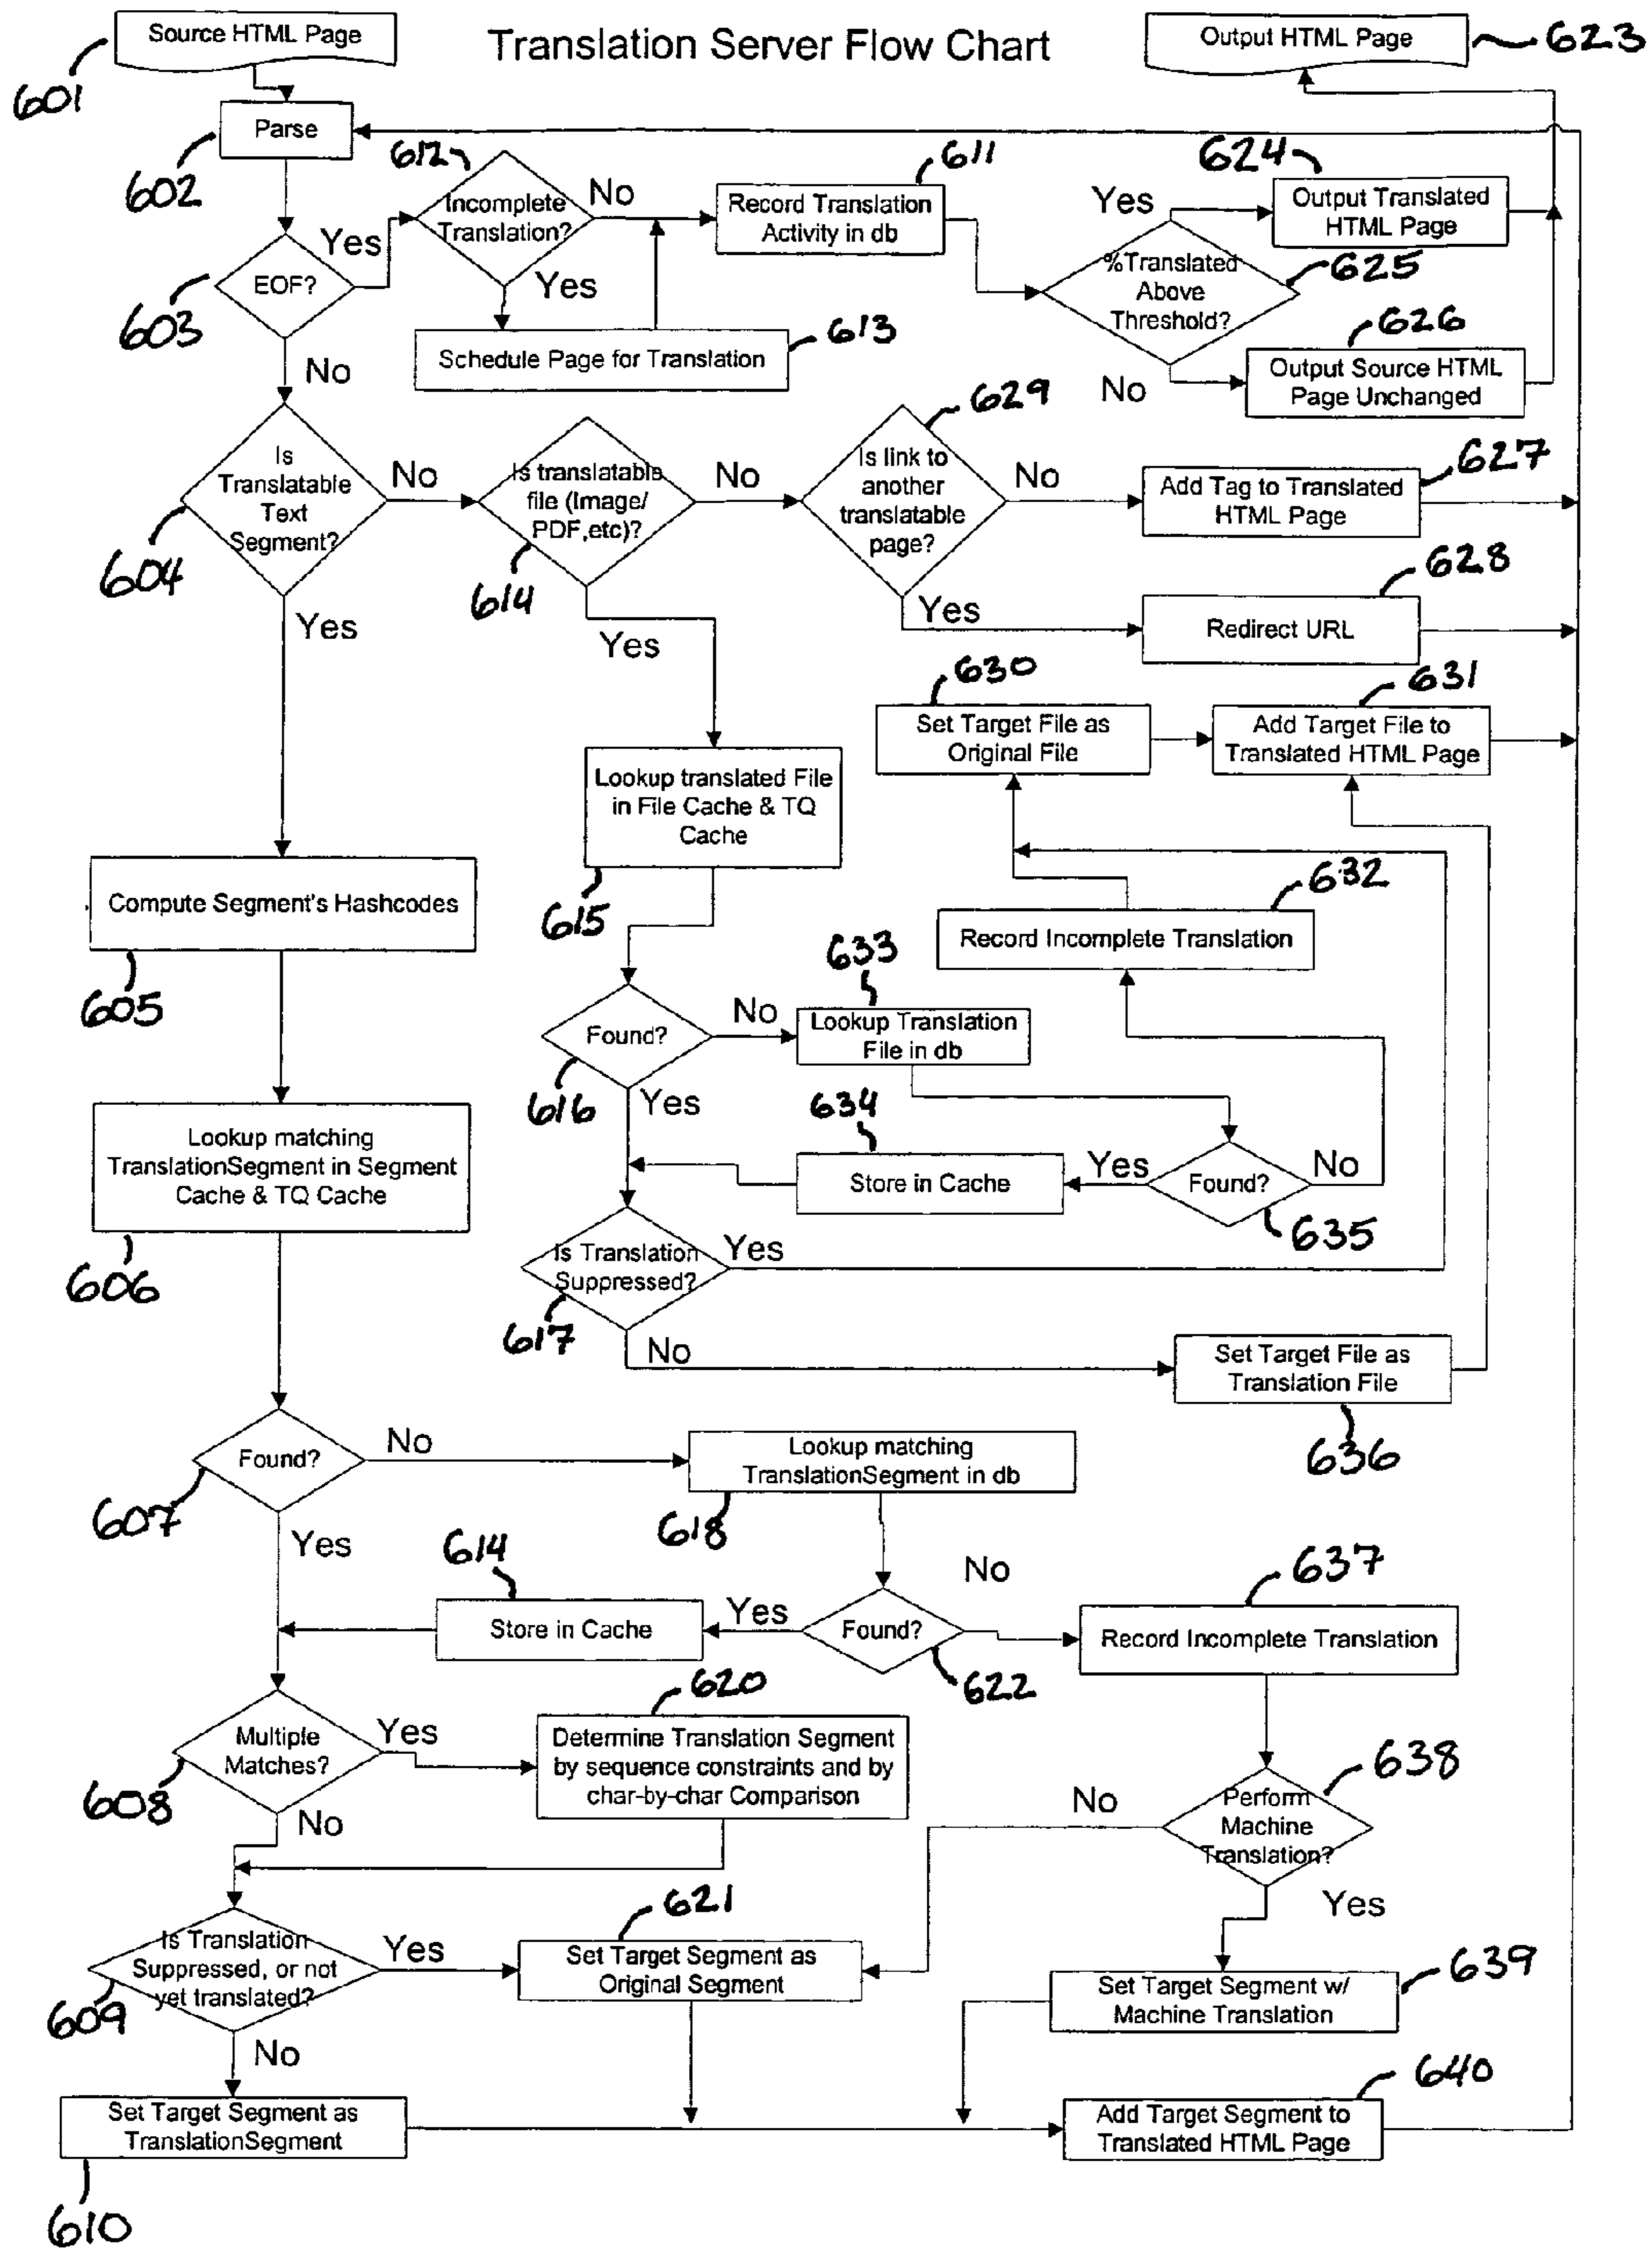 Source HTML Page
Translation Server Flow Chart
Output HTML Page
623
601
Parse
602
612
611
624
Incomplete
Translation?
No
Record Translation
Activity in db
Yes
Output Translated
HTML Page
EOF?
Yes
603
Yes
%Translated
Above
Threshold?
625
613
Schedule Page for Translation
626
Output Source HTML
Page Unchanged
No
No
629
Is
Translatable
Text
Segment?
No
604
Is translatable
file (Image/
PDF,etc)?
No
614
Is link to
another
translatable
page?
No
627
Add Tag to Translated
HTML Page
Yes
Yes
Yes
628
Redirect URL
630
631
Set Target File as
Original File
Add Target File to
Translated HTML Page
Lookup translated File
in File Cache & TQ
Cache
615
Compute Segment's Hashcodes
605
632
Record Incomplete Translation
633
Found?
No
Lookup Translation
File in db
616
Yes
634
Store in Cache
Yes
Found?
No
635
Lookup matching
TranslationSegment in Segment
Cache & TQ Cache
606
Is Translation
Suppressed?
Yes
617
No
Set Target File as
Translation File
636
Found?
No
607
Lookup matching
TranslationSegment in db
618
Yes
614
Store in Cache
Yes
Found?
No
622
637
Record Incomplete Translation
620
Multiple
Matches?
Yes
608
Determine Translation Segment
by sequence constraints and by
char-by-char Comparison
No
638
Perform
Machine
Translation?
No
Yes
621
Is Translation
Suppressed, or not
yet translated?
Yes
609
Set Target Segment as
Original Segment
639
Set Target Segment w/
Machine Translation
No
640
Set Target Segment as
TranslationSegment
Add Target Segment to
Translated HTML Page
610